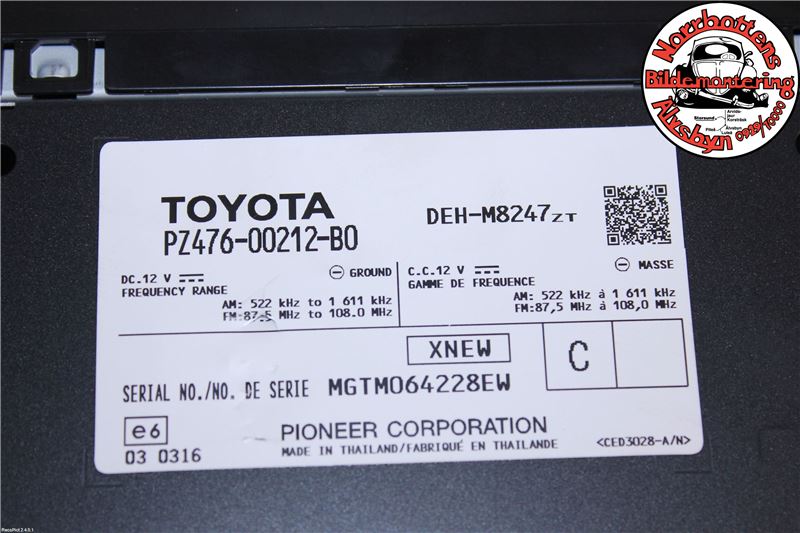 Norrbottens
Bildemontering
Älvsbyn 0929/17000
TOYOTA
DEH-M8247ZT
PZ476-00212-B0
DC.12 V
GROUND
FREQUENCY RANGE
AM: 522 kHz to 1 611 kHz
FM:87.5 MHz to 108.0 MHz
C.C.12 V
MASSE
GAMME DE FREQUENCE
AM: 522 kHz à 1 611 kHz
FM:87,5 MHz à 108,0 MHz
XNEW
C
SERIAL NO./NO. DE SERIE MGTM064228EW
e6
03 0316
PIONEER CORPORATION
MADE IN THAILAND/FABRIQUÉ EN THAILANDE
<CED3028-A/N>